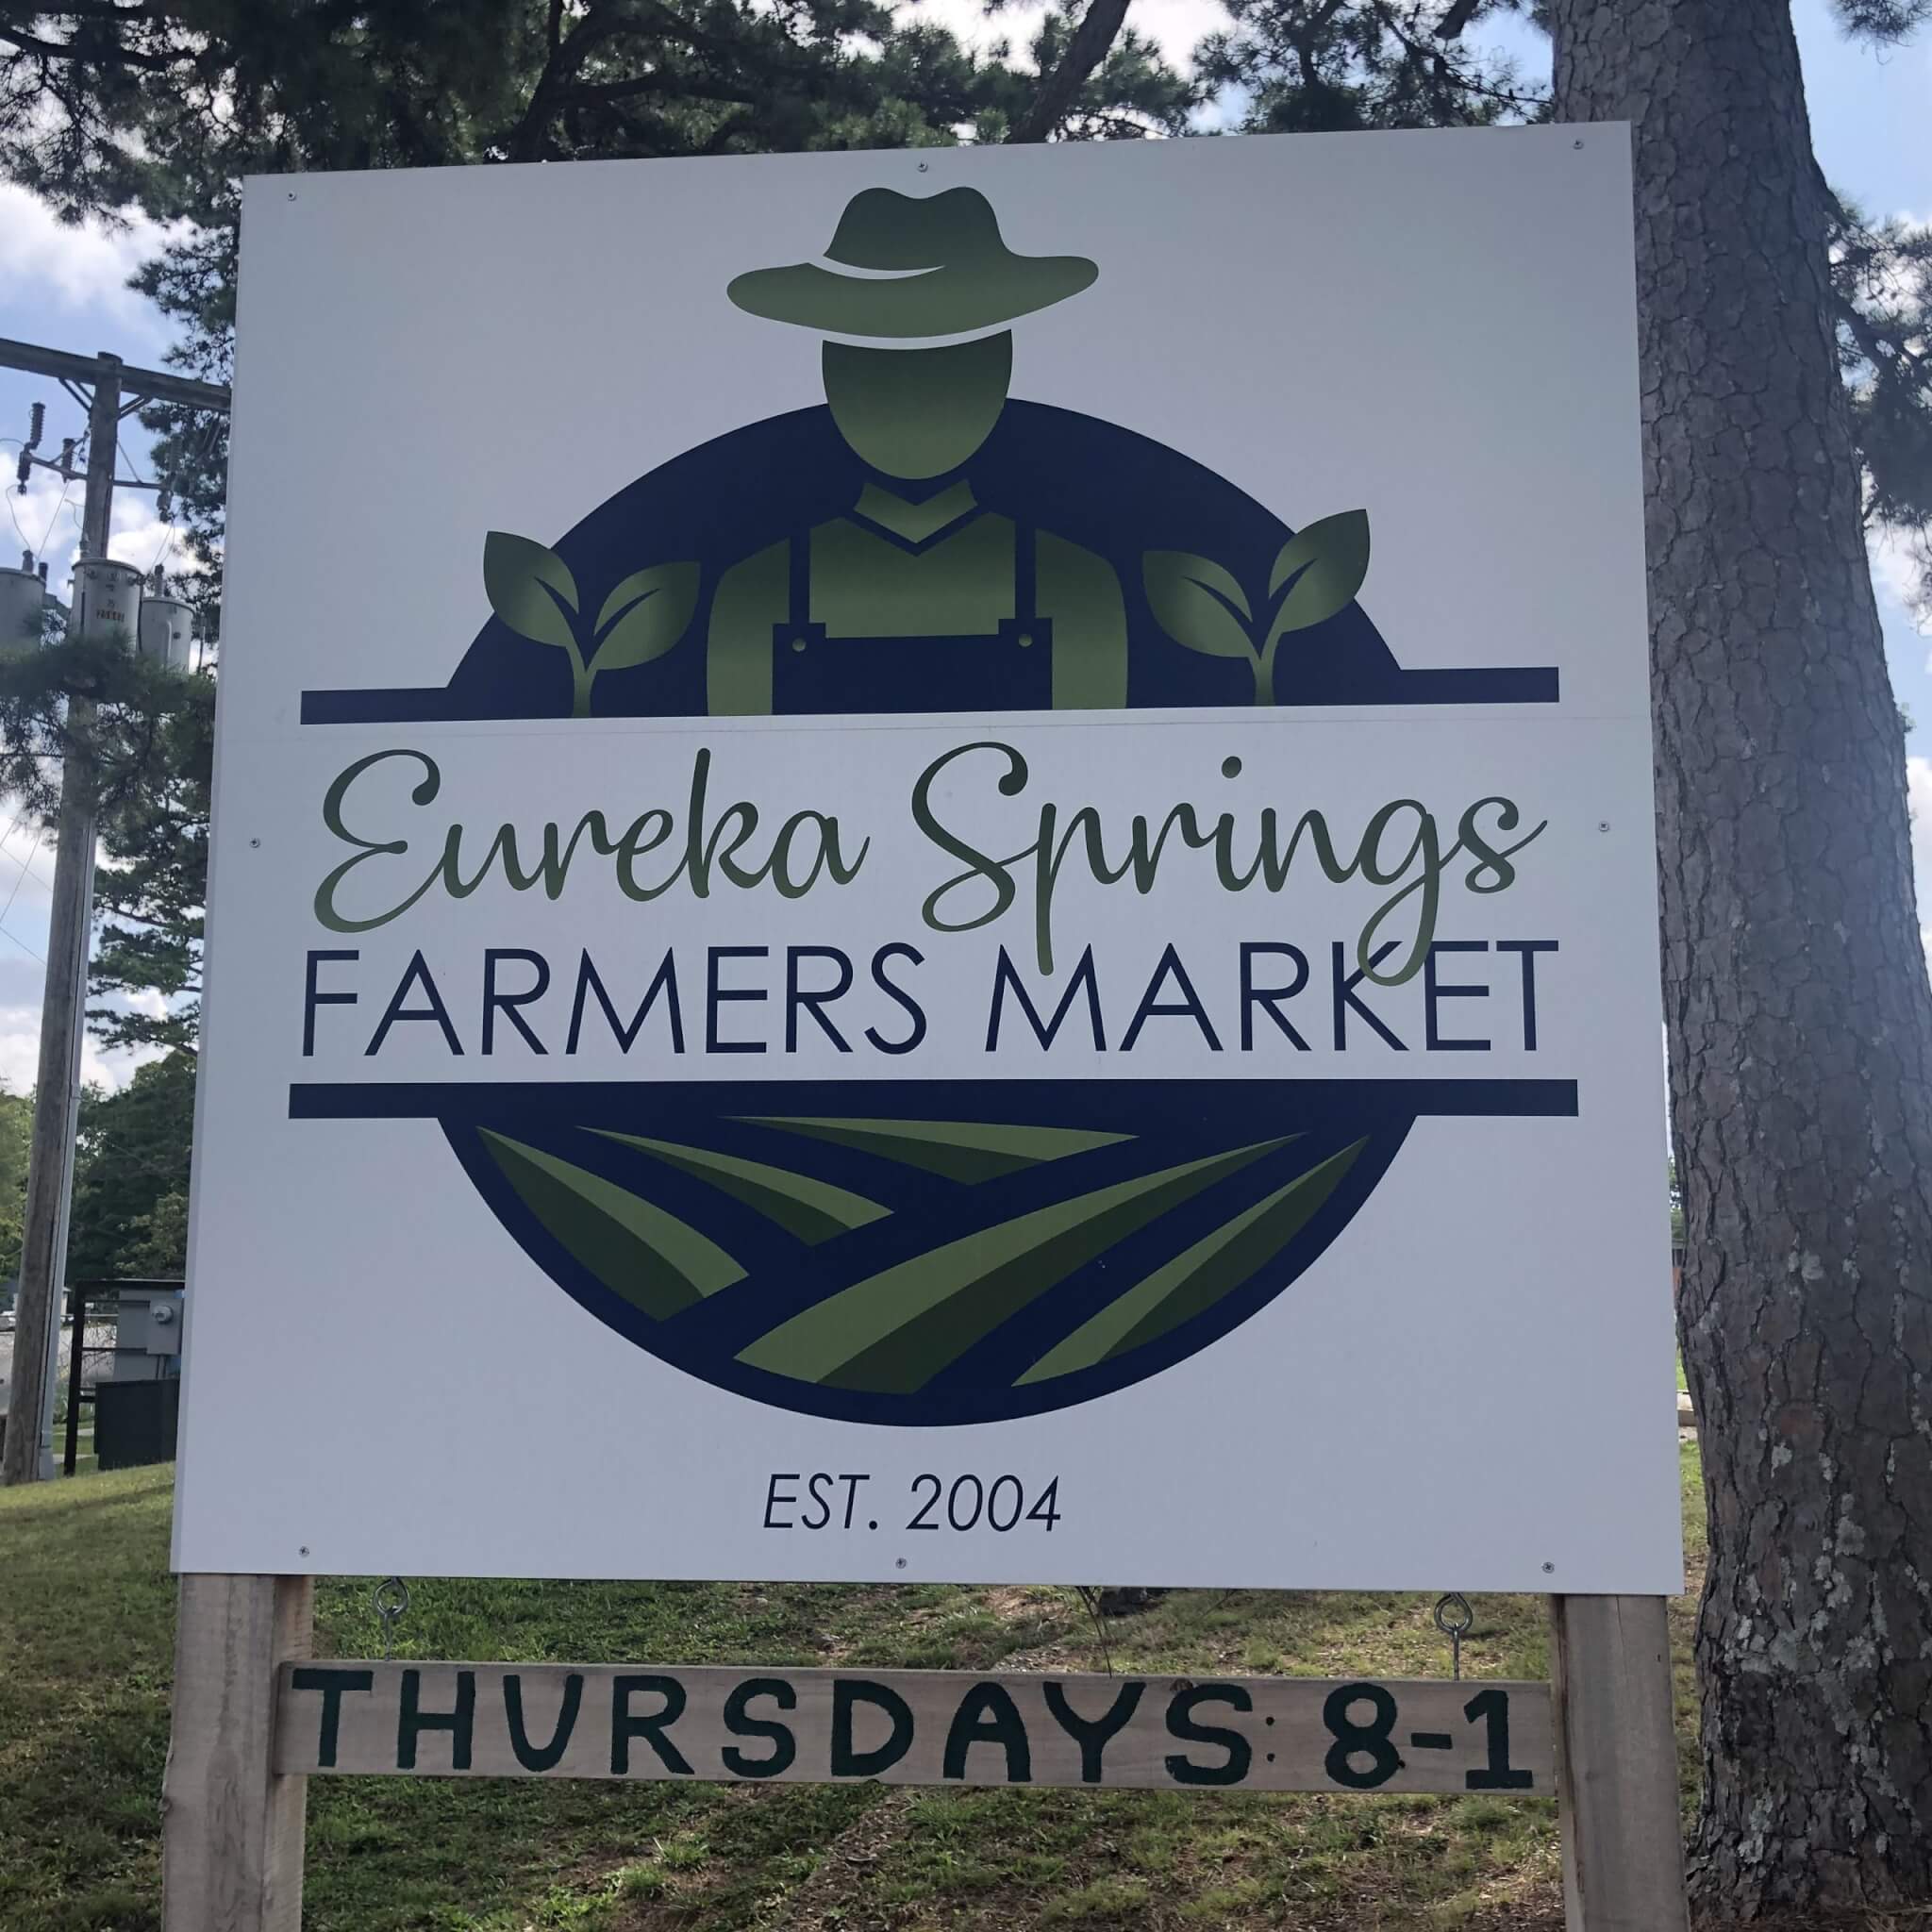 Eureka Springs
FARMERS MARKET
EST. 2004
THURSDAYS: 8-1